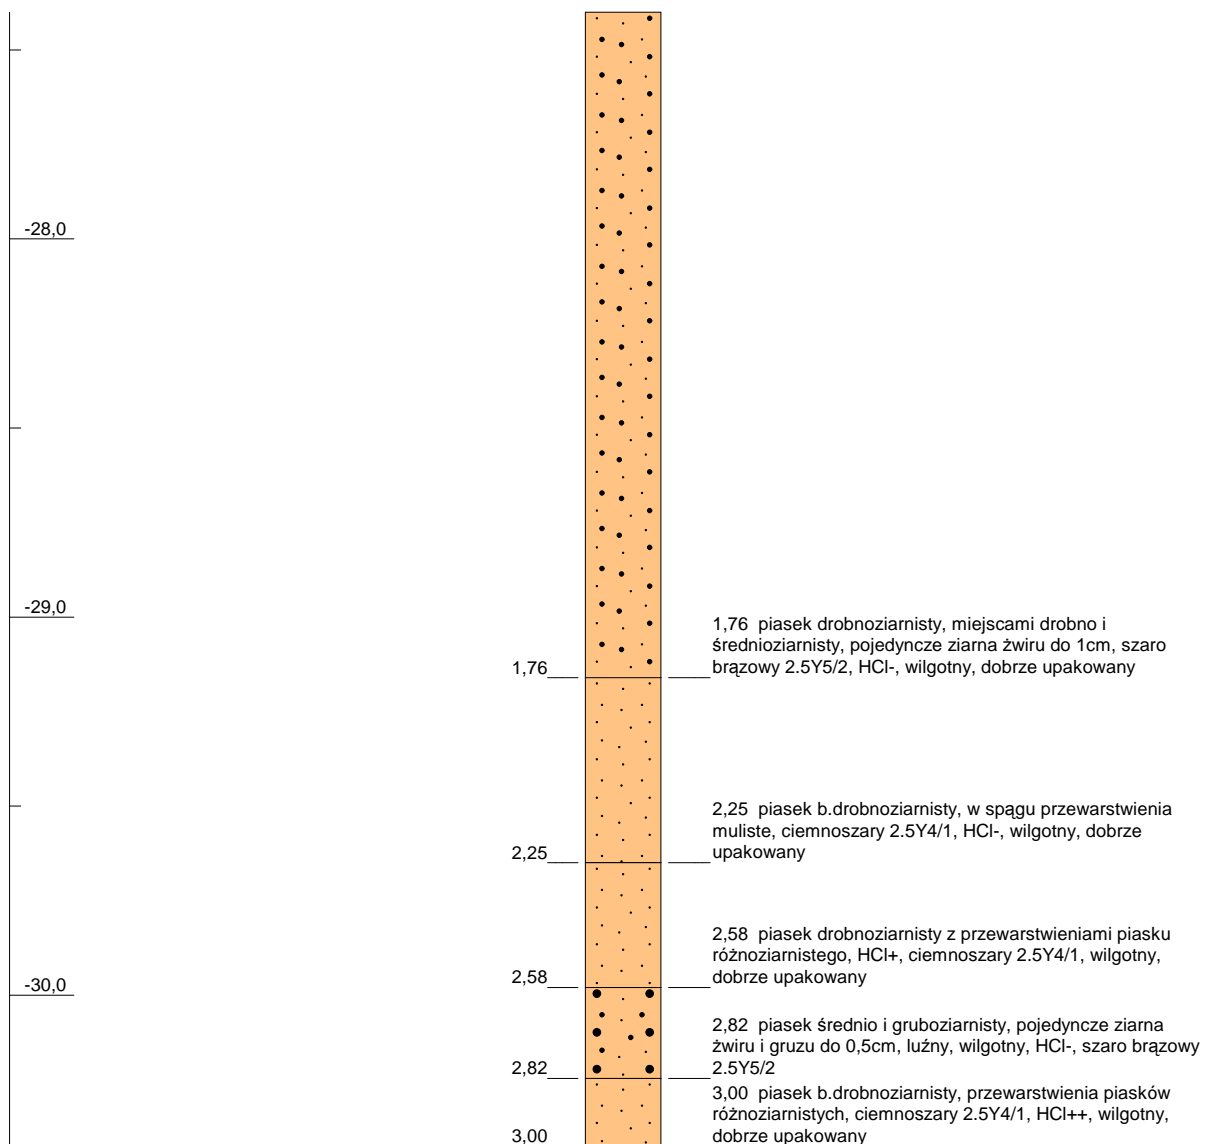 -28,0
-29,0
1,76 piasek drobnoziarnisty, miejscami drobno i
średnioziarnisty, pojedyncze ziarna żwiru do 1cm, szaro
brązowy 2.5Y5/2, HCl-, wilgotny, dobrze upakowany
1,76
2,25 piasek b.drobnoziarnisty, w spągu przewarstwienia
muliste, ciemnoszary 2.5Y4/1, HCl-, wilgotny, dobrze
upakowany
2,25
2,58 piasek drobnoziarnisty z przewarstwieniami piasku
różnoziarnistego, HCl+, ciemnoszary 2.5Y4/1, wilgotny,
dobrze upakowany
2,58
-30,0
2,82 piasek średnio i gruboziarnisty, pojedyncze ziarna
żwiru i gruzu do 0,5cm, luźny, wilgotny, HCl-, szaro brązowy
2.5Y5/2
2,82
3,00 piasek b.drobnoziarnisty, przewarstwienia piasków
różnoziarnistych, ciemnoszary 2.5Y4/1, HCl++, wilgotny,
dobrze upakowany
3,00